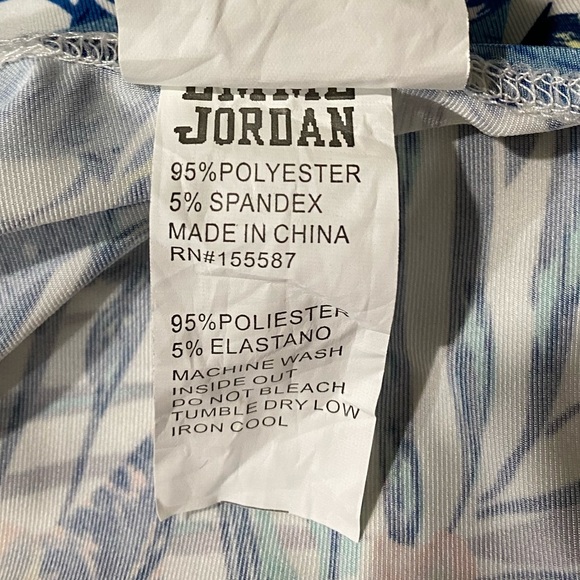 EMME
JORDAN
95%POLYESTER
5% SPANDEX
MADE IN CHINA
RN#155587
95%POLIESTER
5% ELASTANO
MACHINE WASH
INSIDE OUT
DO NOT BLEACH
TUMBLE DRY LOW
IRON COOL